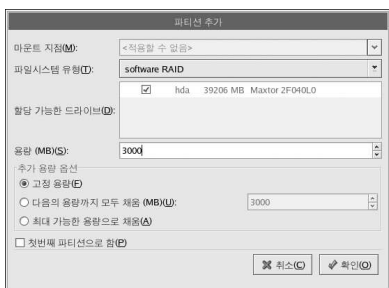 파티션 추가
마운트 지점(M): <적용할 수 없음>
파일시스템 유형(T): software RAID
할당 가능한 드라이브(D): hda 39206 MB Maxtor 2F040L0
용량 (MB)(S): 3000
추가 용량 옵션
고정 용량(F)
다음의 용량까지 모두 채움 (MB)(U): 3000
최대 가능한 용량으로 채움(A)
첫번째 파티션으로 함(P)
취소(C) 확인(O)